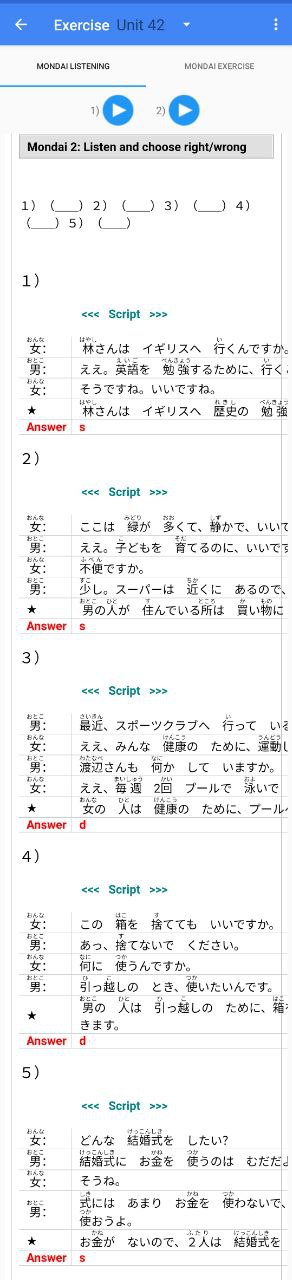 Exercise Unit 42
MONDAI LISTENING MONDAI EXERCISE
1) 2)
Mondai 2: Listen and choose right/wrong
1) (___) 2) (___) 3) (___) 4)
(___) 5) (___)
1)
<<< Script >>>
女: 林さんは イギリスへ 行くんですか。
男: ええ。英語を 勉強するために、行く
女: そうですね。いいですね。
★ 林さんは イギリスへ 歴史の 勉強
Answer s
2)
<<< Script >>>
女: ここは 緑が 多くて、静かで、いいで
男: ええ。子どもを 育てるのに、いいです
女: 不便ですか。
男: 少し。スーパーは 近くに あるので、
★ 男の人が 住んでいる所は 買い物に
Answer s
3)
<<< Script >>>
男: 最近、スポーツクラブへ 行って いる
女: ええ、みんな 健康の ために、運動し
男: 渡辺さんも 何か して いますか。
女: ええ、毎週 2回 プールで 泳いで
★ 女の 人は 健康の ために、プールへ
Answer d
4)
<<< Script >>>
女: この 箱を 捨てても いいですか。
男: あっ、捨てないで ください。
女: 何に 使うんですか。
男: 引っ越しの とき、使いたいんです。
★ 男の 人は 引っ越しの ために、箱
きます。
Answer d
5)
<<< Script >>>
女: どんな 結婚式を したい?
男: 結婚式に お金を 使うのは むだだよ
女: そうね。
男: 式には あまり お金を 使わないで、
使おうよ。
★ お金が ないので、2人は 結婚式を
Answer s